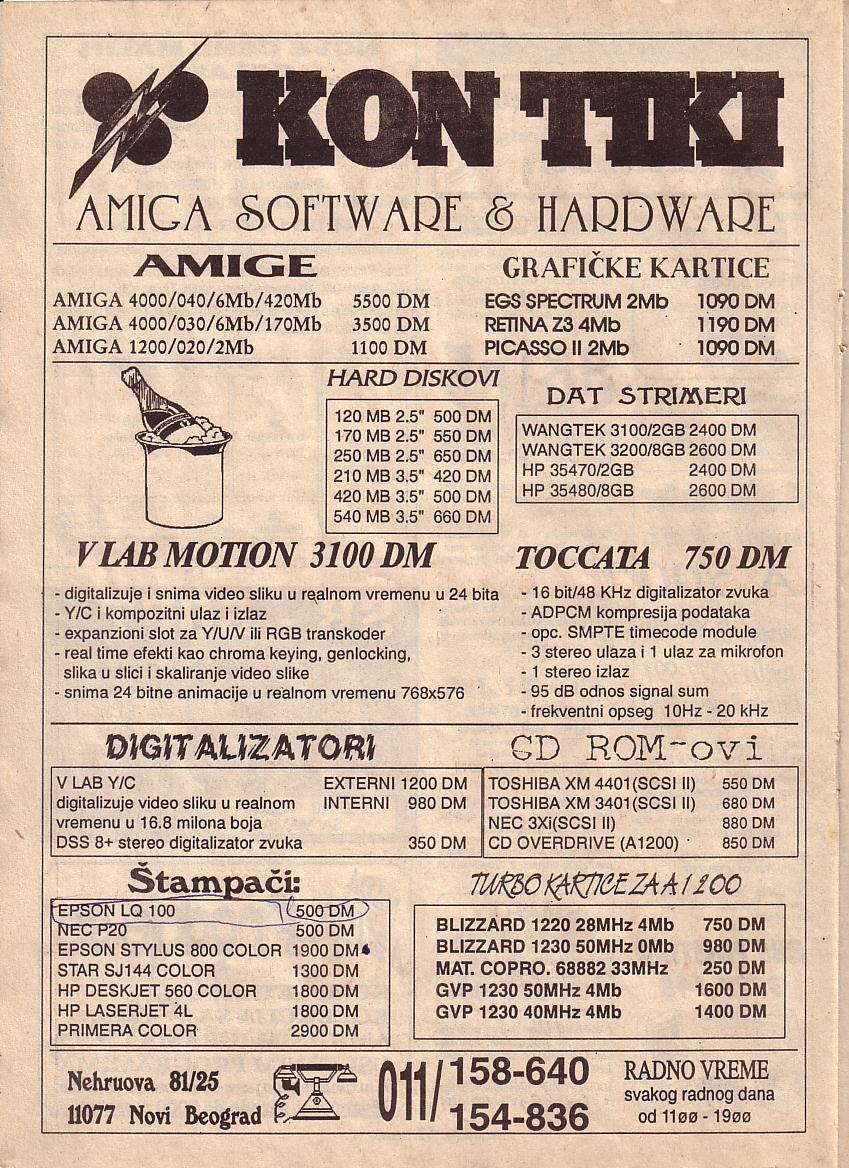 KON TIKI
AMIGA SOFTWARE & HARDWARE
AMIGE
AMIGA 4000/040/6Mb/420Mb 5500 DM
AMIGA 4000/030/6Mb/170Mb 3500 DM
AMIGA 1200/020/2Mb 1100 DM
GRAFIČKE KARTICE
EGS SPECTRUM 2Mb 1090 DM
RETINA Z3 4Mb 1190 DM
PICASSO II 2Mb 1090 DM
HARD DISKOVI
120 MB 2.5" 500 DM
170 MB 2.5" 550 DM
250 MB 2.5" 650 DM
210 MB 3.5" 420 DM
420 MB 3.5" 500 DM
540 MB 3.5" 660 DM
DAT STRIMERI
WANGTEK 3100/2GB 2400 DM
WANGTEK 3200/8GB 2600 DM
HP 35470/2GB 2400 DM
HP 35480/8GB 2600 DM
V LAB MOTION 3100 DM
- digitalizuje i snima video sliku u realnom vremenu u 24 bita
- Y/C i kompozitni ulaz i izlaz
- expanzioni slot za Y/U/V ili RGB transkoder
- real time efekti kao chroma keying, genlocking,
slika u slici i skaliranje video slike
- snima 24 bitne animacije u realnom vremenu 768x576
TOCCATA 750 DM
- 16 bit/48 KHz digitalizator zvuka
- ADPCM kompresija podataka
- opc. SMPTE timecode module
- 3 stereo ulaza i 1 ulaz za mikrofon
- 1 stereo izlaz
- 95 dB odnos signal sum
- frekventni opseg 10Hz - 20 kHz
DIGITALIZATORI
V LAB Y/C EXTERNI 1200 DM
digitalizuje video sliku u realnom INTERNI 980 DM
vremenu u 16.8 milona boja
DSS 8+ stereo digitalizator zvuka 350 DM
CD ROM-ovi
TOSHIBA XM 4401(SCSI II) 550 DM
TOSHIBA XM 3401(SCSI II) 680 DM
NEC 3Xi(SCSI II) 880 DM
CD OVERDRIVE (A1200) 850 DM
Štampači:
EPSON LQ 100 500 DM
NEC P20 500 DM
EPSON STYLUS 800 COLOR 1900 DM
STAR SJ144 COLOR 1300 DM
HP DESKJET 560 COLOR 1800 DM
HP LASERJET 4L 1800 DM
PRIMERA COLOR 2900 DM
TURBO KARTICE ZA A1200
BLIZZARD 1220 28MHz 4Mb 750 DM
BLIZZARD 1230 50MHz 0Mb 980 DM
MAT. COPRO. 68882 33MHz 250 DM
GVP 1230 50MHz 4Mb 1600 DM
GVP 1230 40MHz 4Mb 1400 DM
Nehruova 81/25
11077 Novi Beograd
011/ 158-640
154-836
RADNO VREME
svakog radnog dana
od 11øø - 19øø